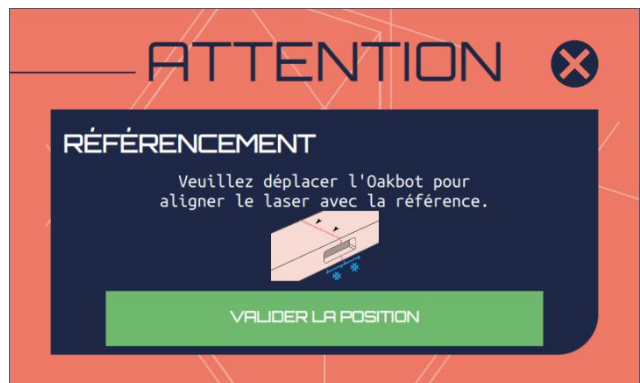 ATTENTION
RÉFÉRENCEMENT
Veuillez déplacer l'Oakbot pour
aligner le laser avec la référence.
VALIDER LA POSITION